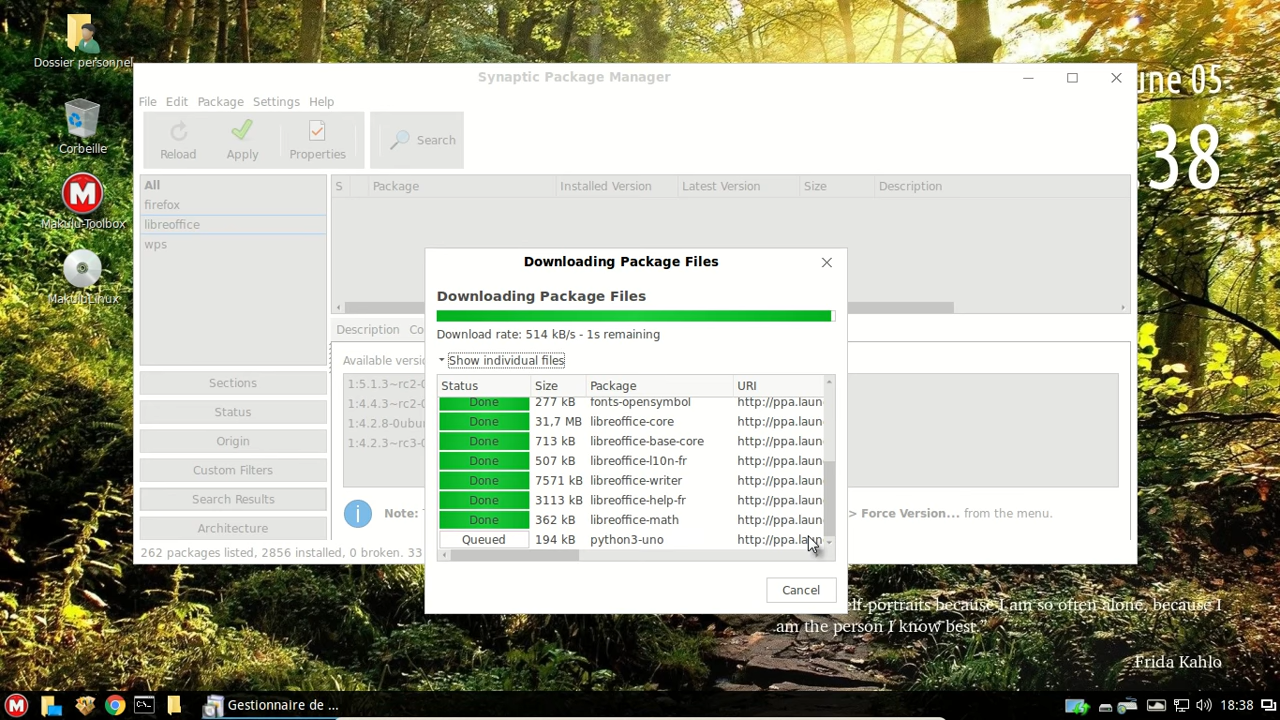 Dossier personnel
Corbeille
Makulu-Toolbox
MakuluLinux
June 05
:38
Synaptic Package Manager
File Edit Package Settings Help
Reload Apply Properties Search
All
firefox
libreoffice
wps
S Package Installed Version Latest Version Size Description
Sections
Status
Origin
Custom Filters
Search Results
Architecture
Description
Available versio
1:5.1.3~rc2-0
1:4.4.3~rc2-0
1:4.2.8-0ubu
1:4.2.3~rc3-0
Note:
> Force Version... from the menu.
262 packages listed, 2856 installed, 0 broken. 33
Downloading Package Files
Downloading Package Files
Download rate: 514 kB/s - 1s remaining
Show individual files
Status Size Package URI
Done 277 kB fonts-opensymbol http://ppa.laun
Done 31,7 MB libreoffice-core http://ppa.laun
Done 713 kB libreoffice-base-core http://ppa.laun
Done 507 kB libreoffice-l10n-fr http://ppa.laun
Done 7571 kB libreoffice-writer http://ppa.laun
Done 3113 kB libreoffice-help-fr http://ppa.laun
Done 362 kB libreoffice-math http://ppa.laun
Queued 194 kB python3-uno http://ppa.laun
Cancel
elf-portraits because I am so often alone, because I
am the person I know best.”
Frida Kahlo
Gestionnaire de ...
18:38